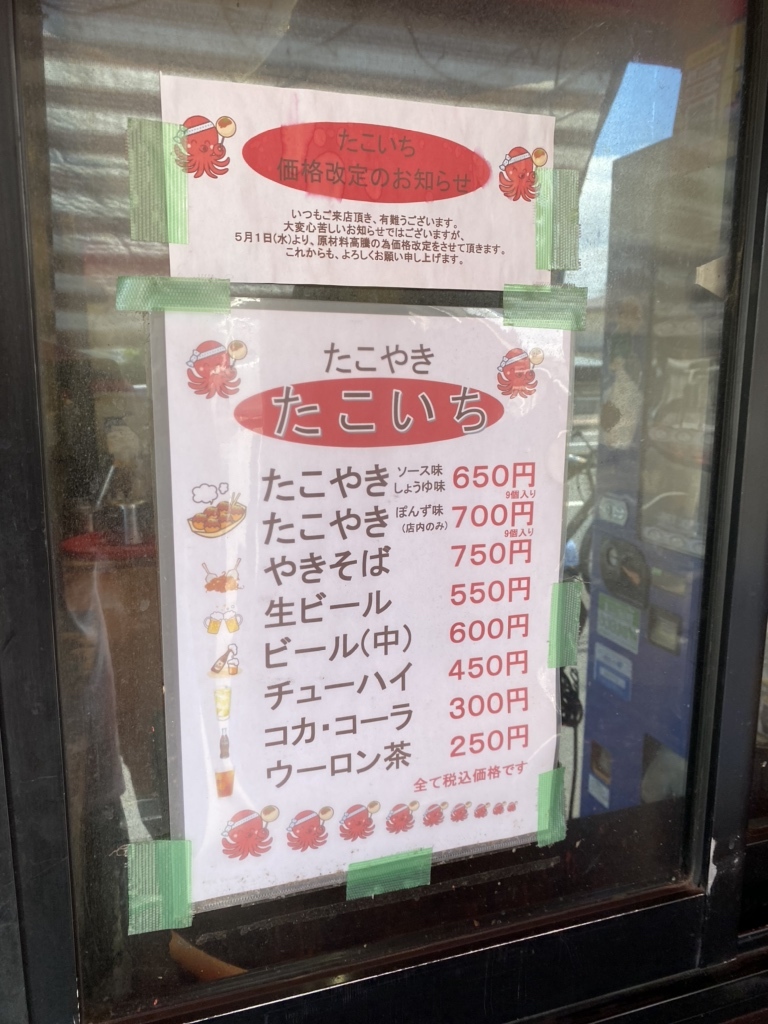 たこいち
価格改定のお知らせ
いつもご来店頂き、有難うございます。
大変心苦しいお知らせではございますが、
5月1日(水)より、原材料高騰の為価格改定をさせて頂きます。
これからも、よろしくお願い申し上げます。
たこやき
たこいち
たこやき ソース味 しょうゆ味 650円 9個入り
たこやき ぽんず味 (店内のみ) 700円 9個入り
やきそば 750円
生ビール 550円
ビール(中) 600円
チューハイ 450円
コカ・コーラ 300円
ウーロン茶 250円
全て税込価格です